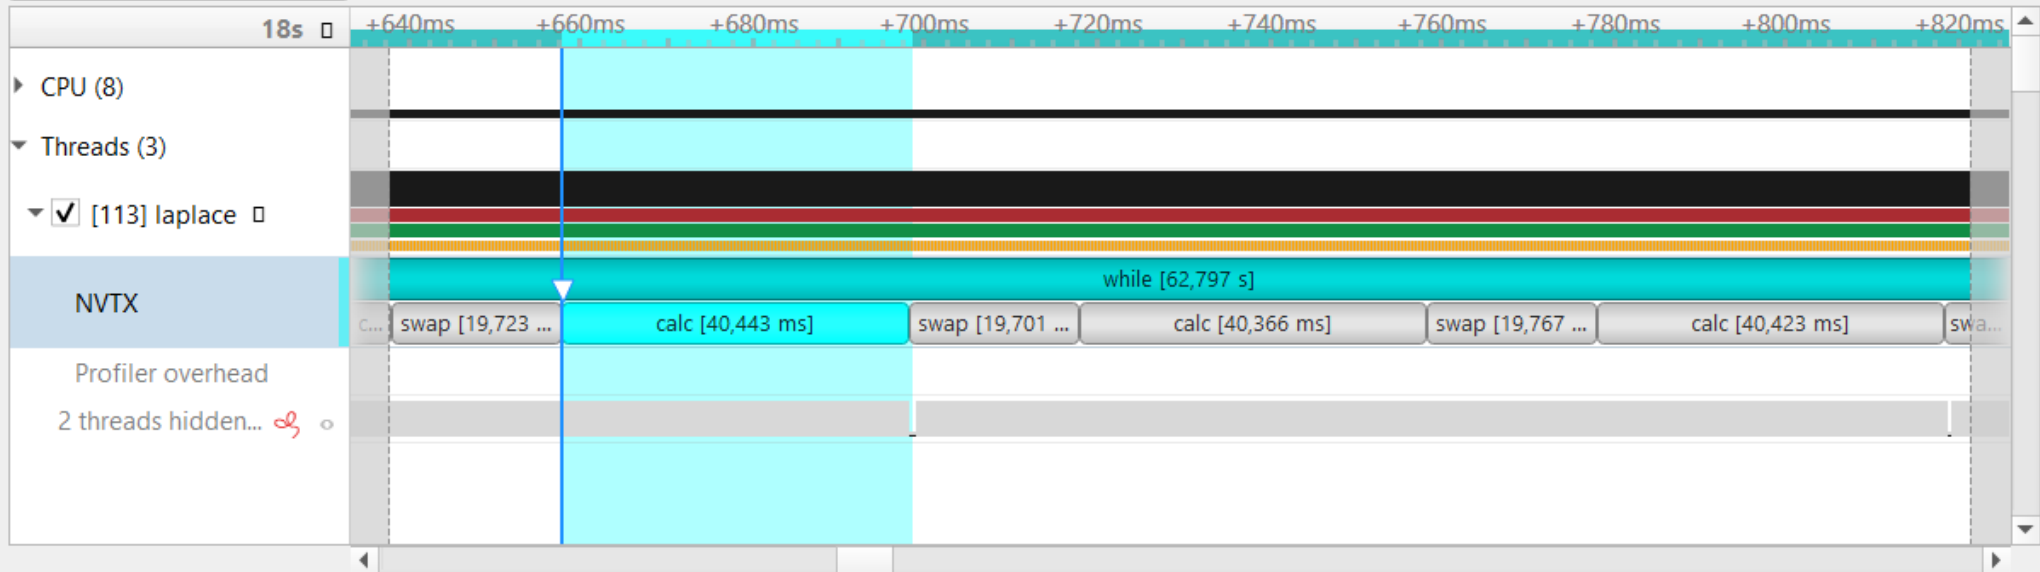 18s +640ms +660ms +680ms +700ms +720ms +740ms +760ms +780ms +800ms +820ms
CPU (8)
Threads (3)
[113] laplace
NVTX
while [62,797 s]
c... swap [19,723 ... calc [40,443 ms] swap [19,701 ... calc [40,366 ms] swap [19,767 ... calc [40,423 ms] swa...
Profiler overhead
2 threads hidden...